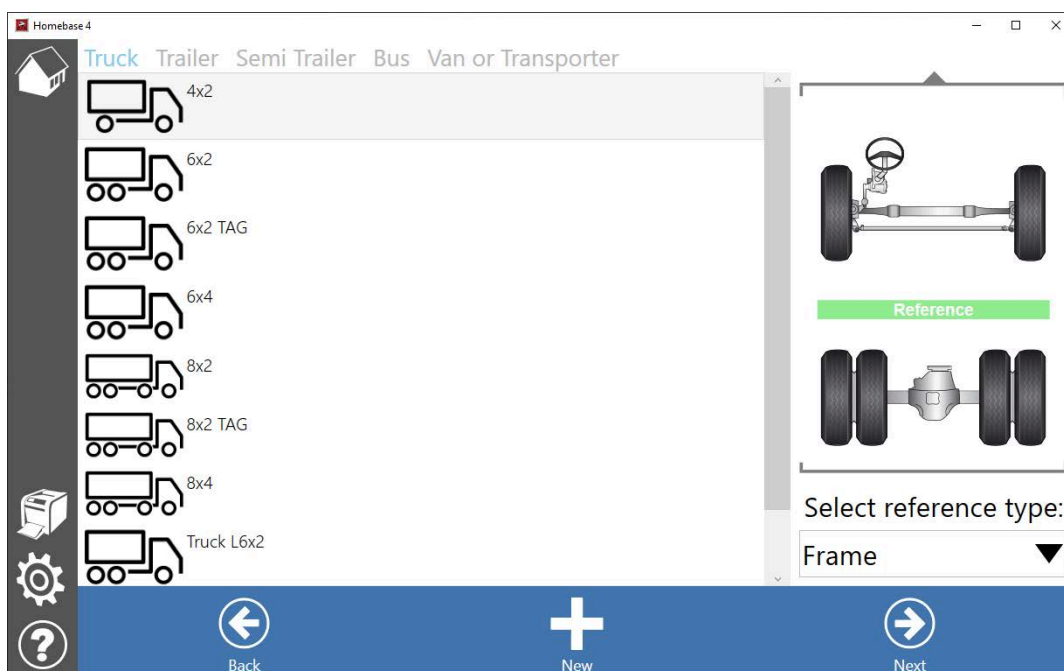 Homebase 4
Truck Trailer Semi Trailer Bus Van or Transporter
4x2
6x2
6x2 TAG
6x4
8x2
8x2 TAG
8x4
Truck L6x2
Reference
Select reference type:
Frame
Back
New
Next